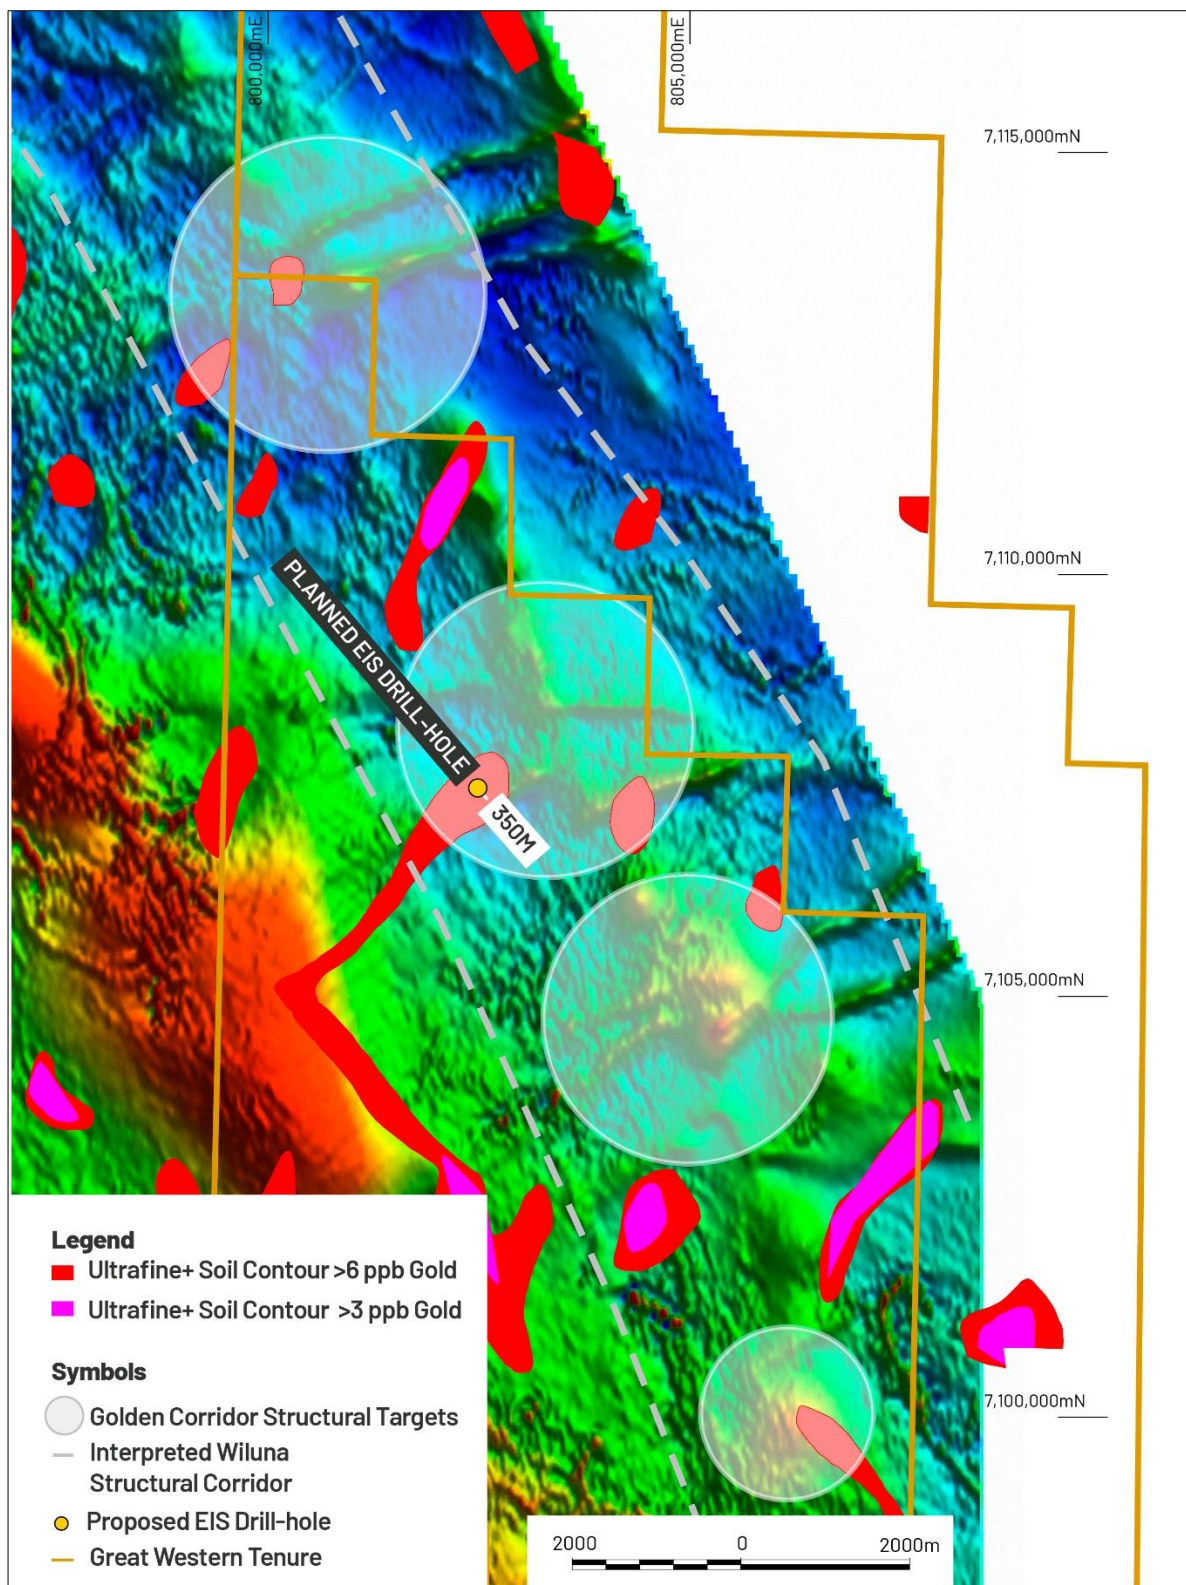 800,000mE
805,000mE
7,115,000mN
7,110,000mN
PLANNED EIS DRILL-HOLE
350M
7,105,000mN
7,100,000mN
Legend
Ultrafine+ Soil Contour >6 ppb Gold
Ultrafine+ Soil Contour >3 ppb Gold
Symbols
Golden Corridor Structural Targets
Interpreted Wiluna
Structural Corridor
Proposed EIS Drill-hole
Great Western Tenure
2000 0 2000m